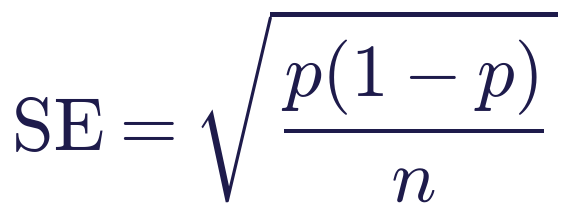 SE = √(p(1 − p)/n)